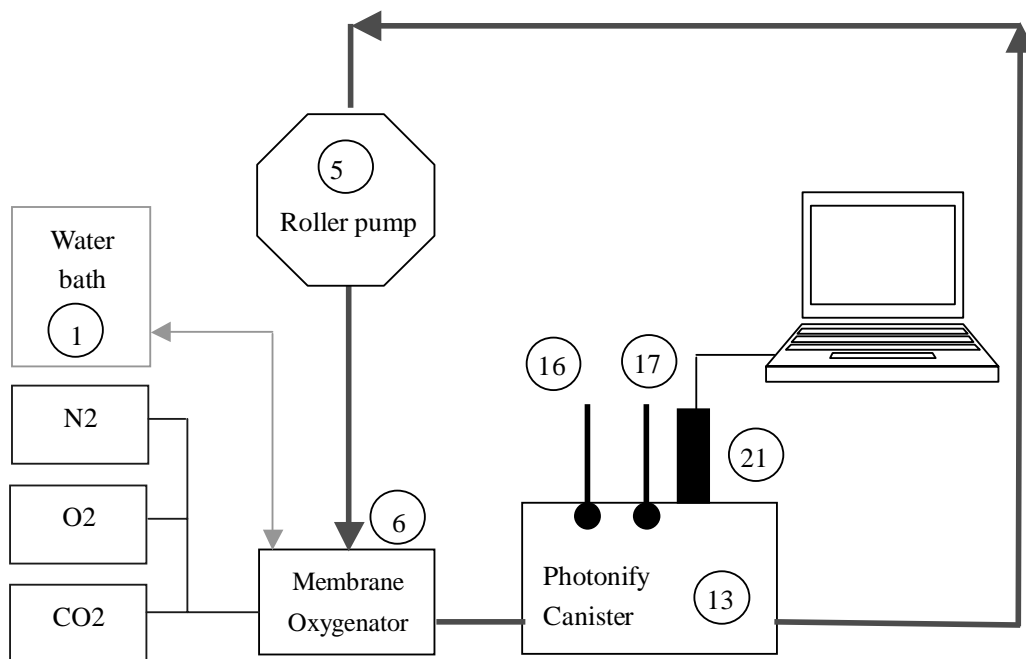 5
Roller pump
Water
bath
1
16
17
N2
21
O2
6
CO2
Membrane
Oxygenator
Photonify
Canister
13